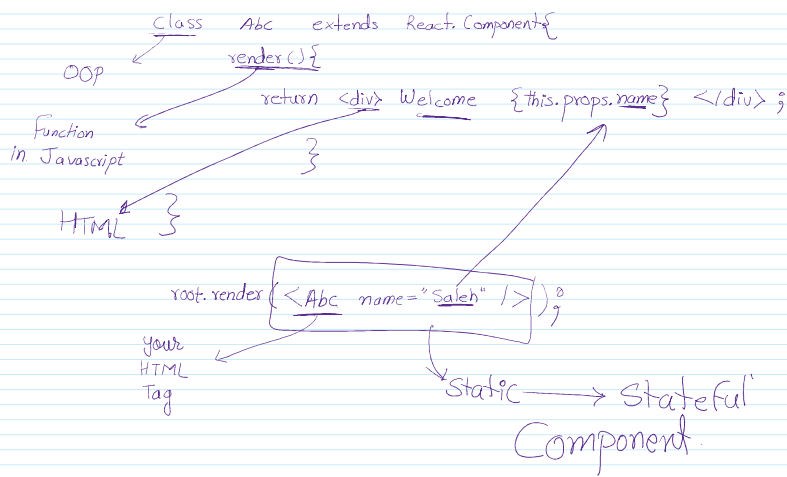 Class Abc extends React.Component{
OOP
render(){
return <div> Welcome {this.props.name} </div>;
Function
in Javascript
}
HTML
}
root.render(<Abc name="Saleh" />);
your
HTML
Tag
Static
Stateful
Component.